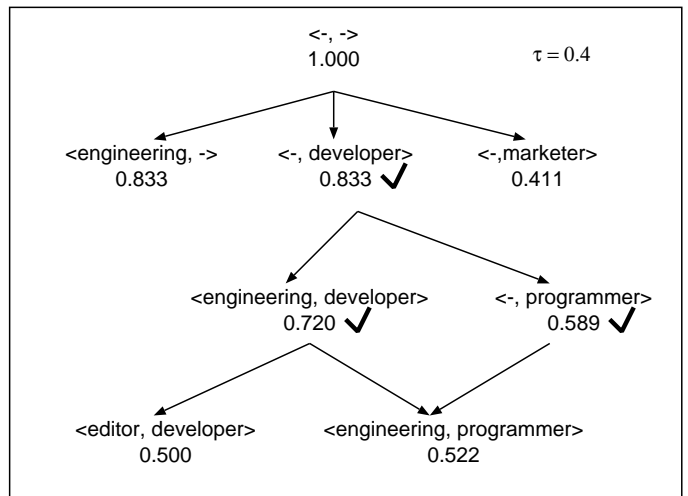 <-, ->
1.000
τ = 0.4
<engineering, ->
0.833
<-, developer>
0.833
<-,marketer>
0.411
<engineering, developer>
0.720
<-, programmer>
0.589
<editor, developer>
0.500
<engineering, programmer>
0.522